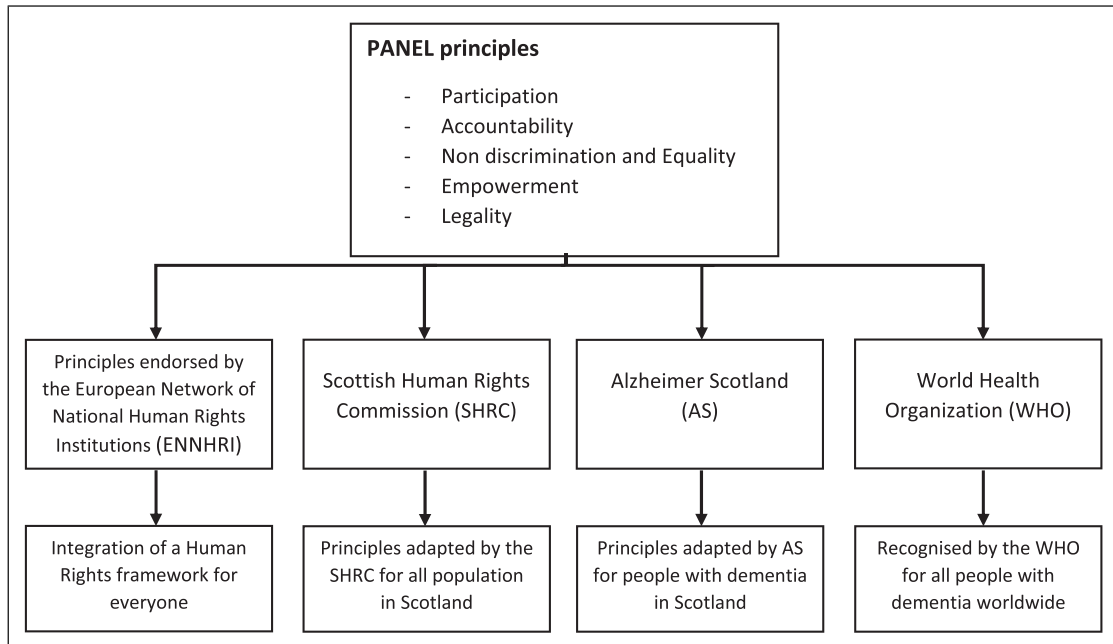 PANEL principles
- Participation
- Accountability
- Non discrimination and Equality
- Empowerment
- Legality
Principles endorsed by
the European Network of
National Human Rights
Institutions (ENNHRI)
Scottish Human Rights
Commission (SHRC)
Alzheimer Scotland
(AS)
World Health
Organization (WHO)
Integration of a Human
Rights framework for
everyone
Principles adapted by the
SHRC for all population
in Scotland
Principles adapted by AS
for people with dementia
in Scotland
Recognised by the WHO
for all people with
dementia worldwide